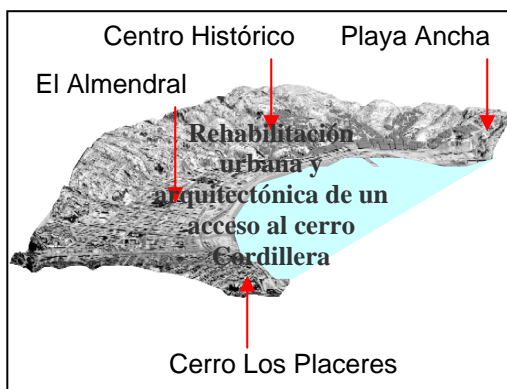 Centro Histórico
Playa Ancha
El Almendral
Rehabilitación
urbana y
arquitectónica de un
acceso al cerro
Cordillera
Cerro Los Placeres